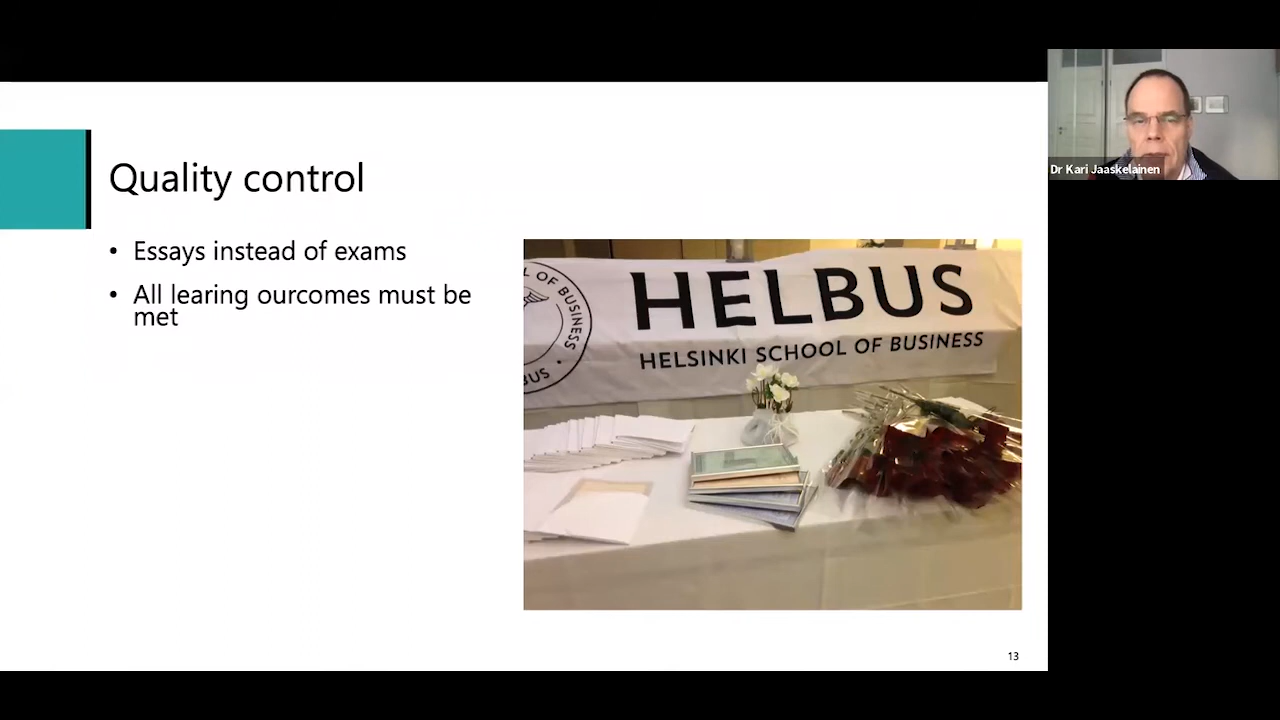 Quality control
• Essays instead of exams
• All learing ourcomes must be
met
OF BUSINESS
BUS
HELBUS
HELSINKI SCHOOL OF BUSINESS
13
Dr Kari Jaaskelainen